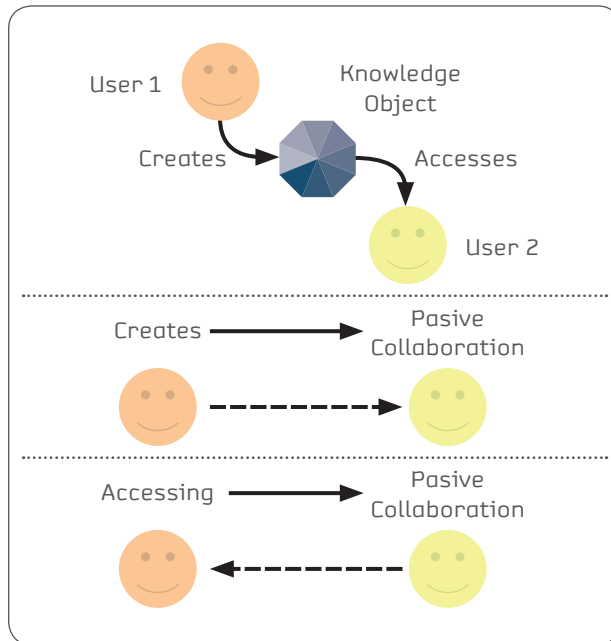 User 1
Knowledge
Object
Creates
Accesses
User 2
Creates
Pasive
Collaboration
Accessing
Pasive
Collaboration